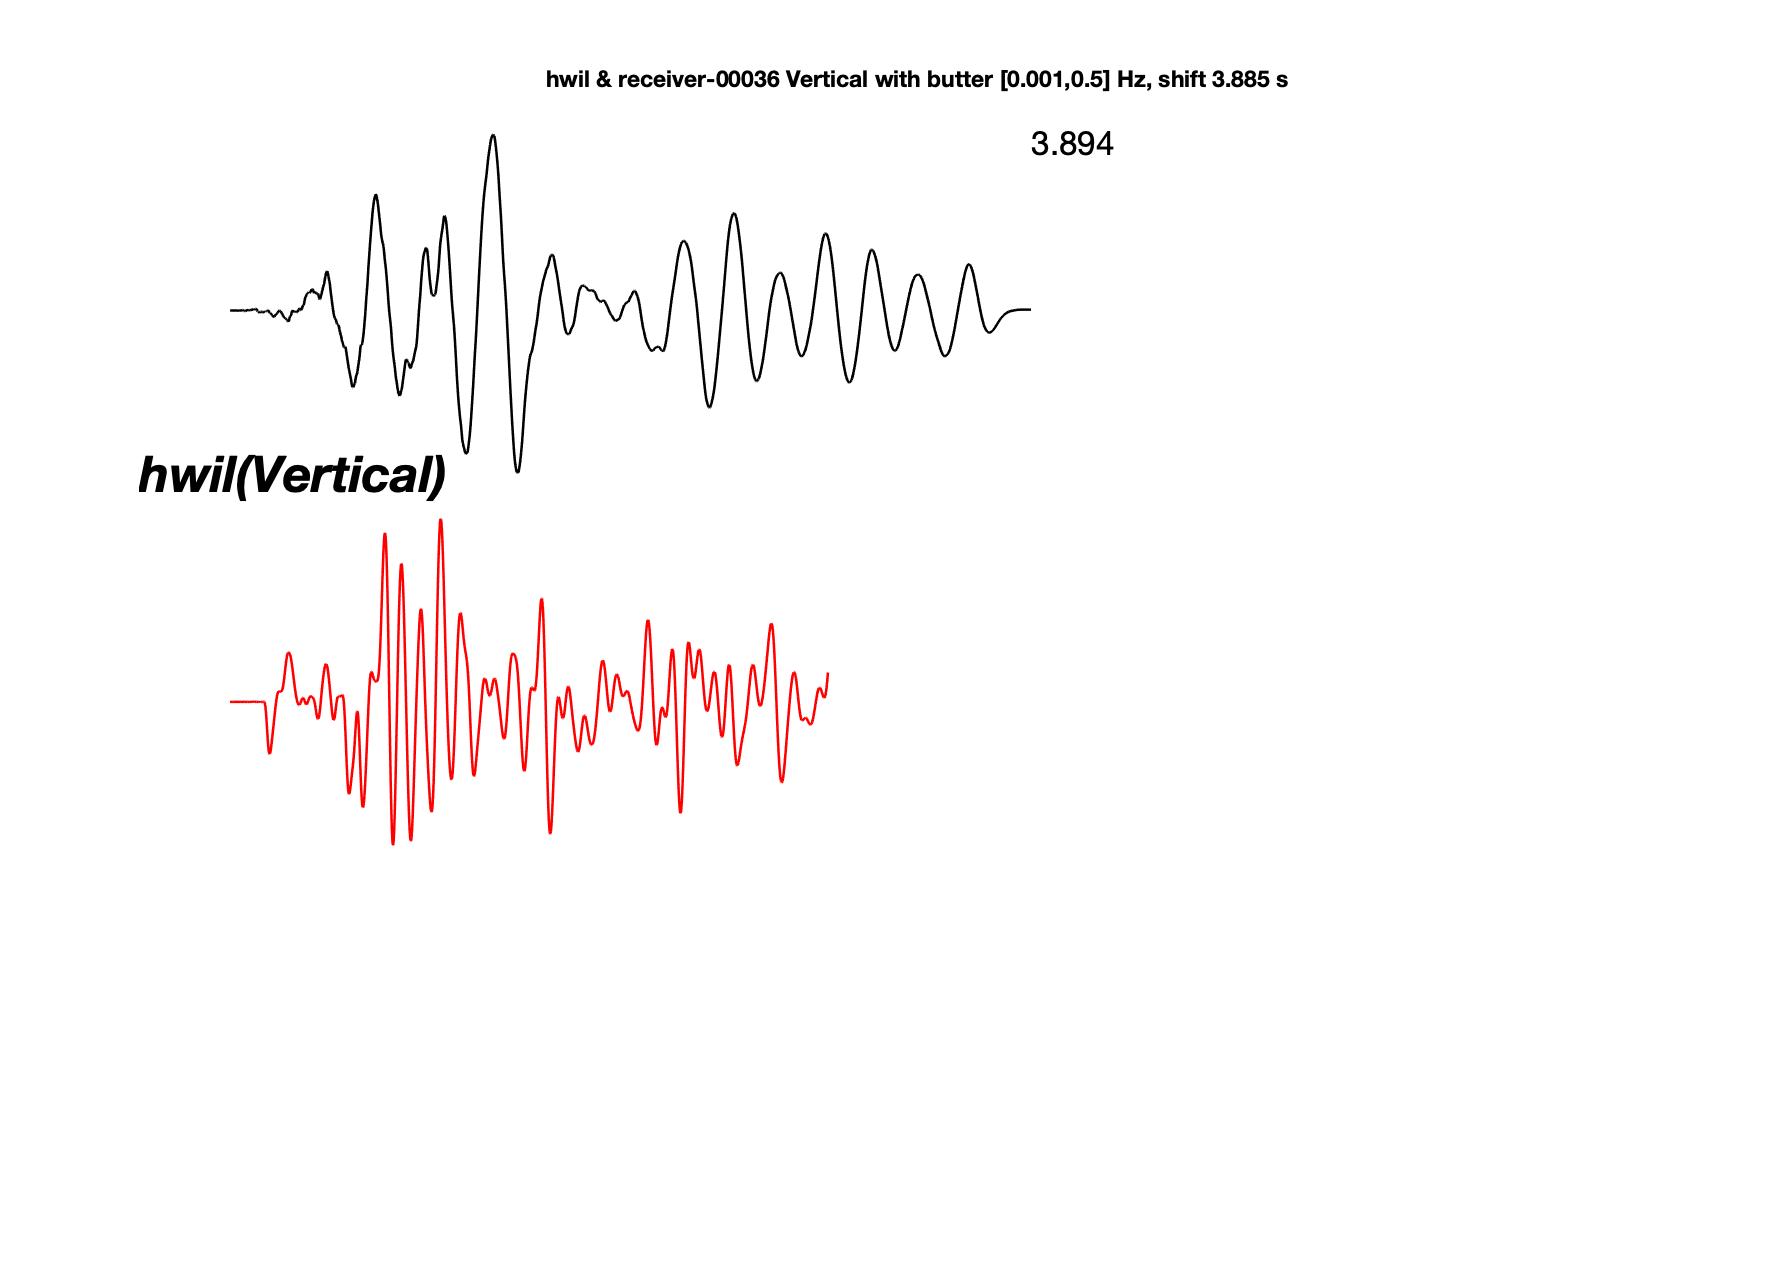 hwil & receiver-00036 Vertical with butter [0.001,0.5] Hz, shift 3.885 s
3.894
hwil(Vertical)